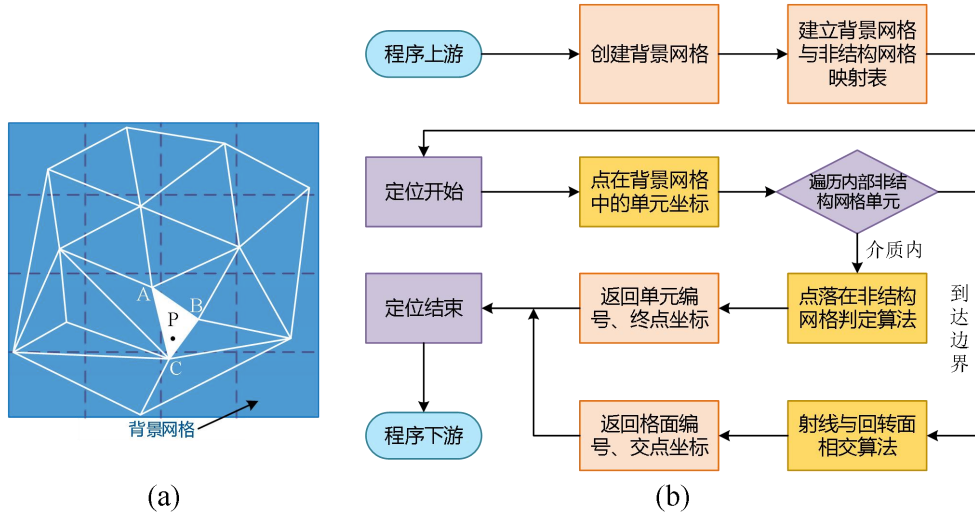 A
B
P
C
背景网格
(a)
程序上游
创建背景网格
建立背景网格
与非结构网格
映射表
定位开始
点在背景网格
中的单元坐标
遍历内部非结
构网格单元
介质内
定位结束
返回单元编
号、终点坐标
点落在非结构
网格判定算法
到达边界
程序下游
返回格面编
号、交点坐标
射线与回转面
相交算法
(b)